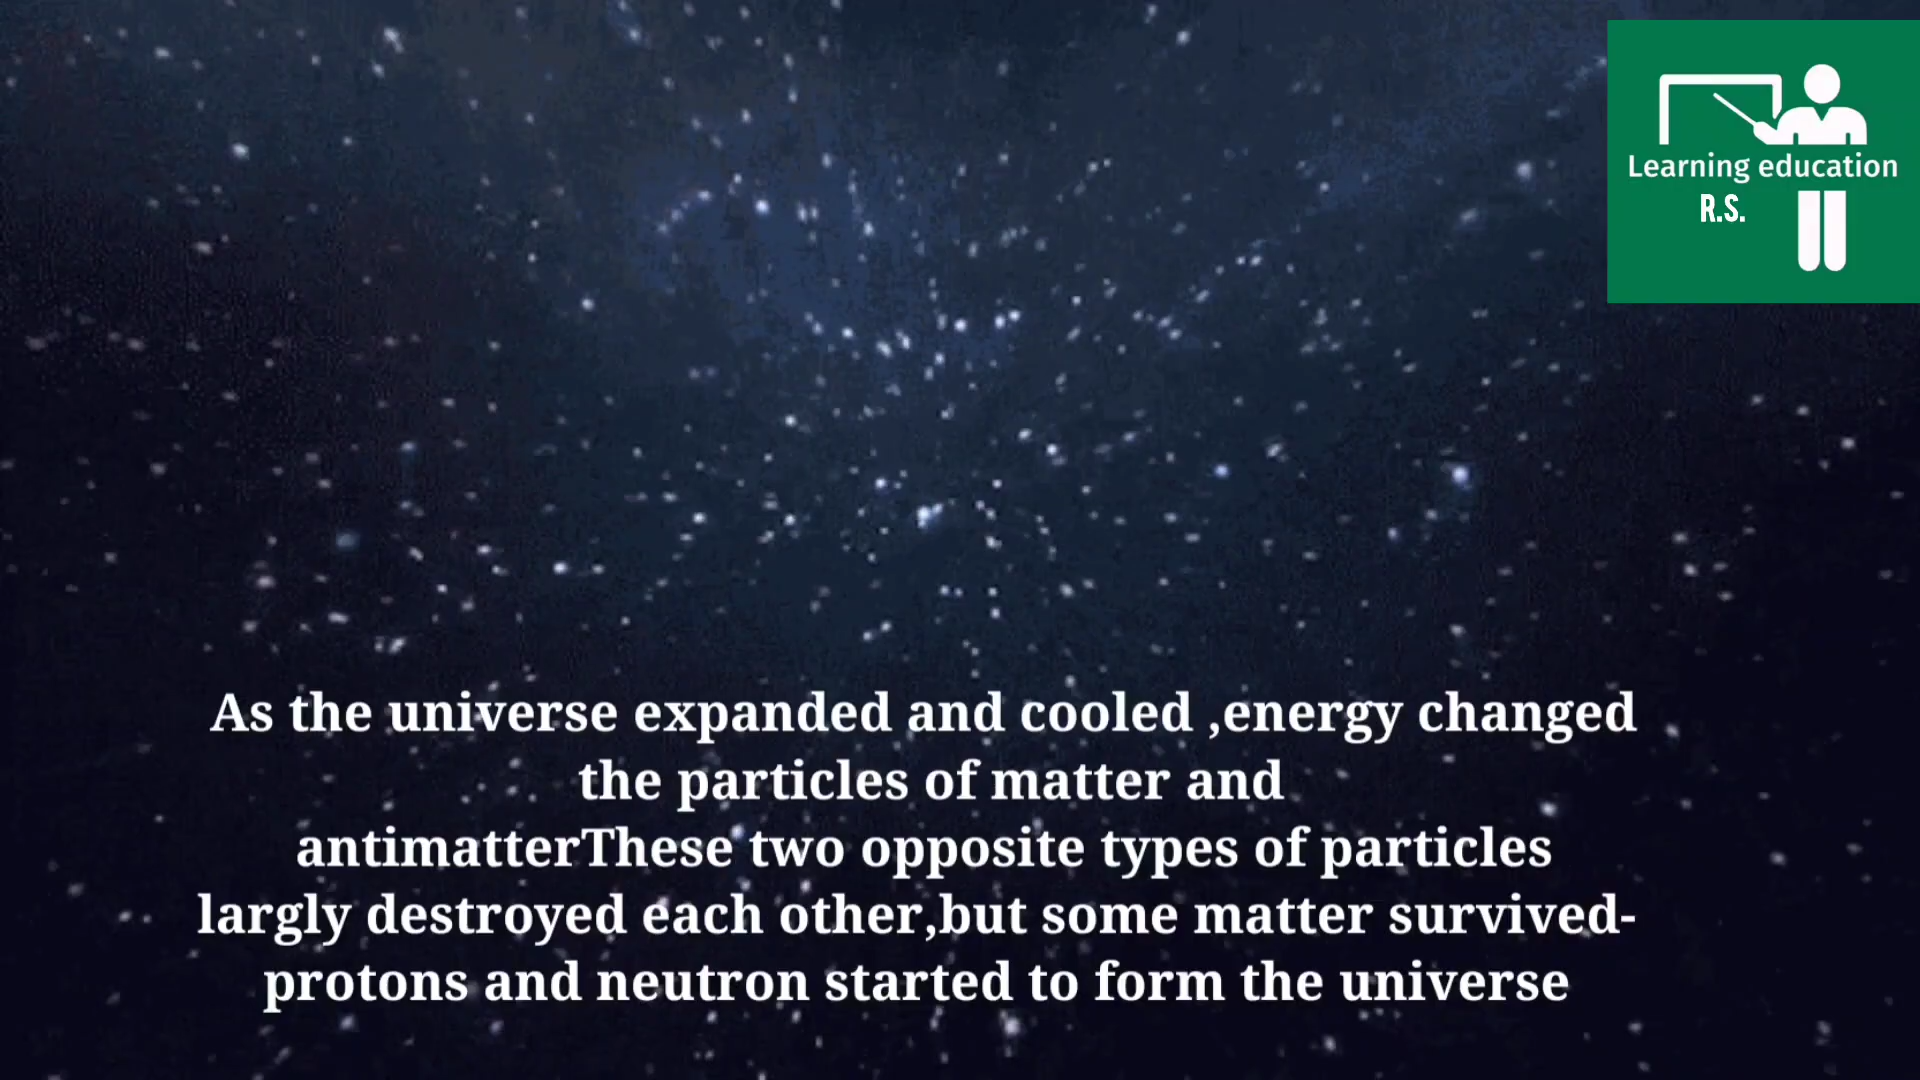 Learning education
R.S.
As the universe expanded and cooled ,energy changed
the particles of matter and
antimatterThese two opposite types of particles
largly destroyed each other,but some matter survived-
protons and neutron started to form the universe